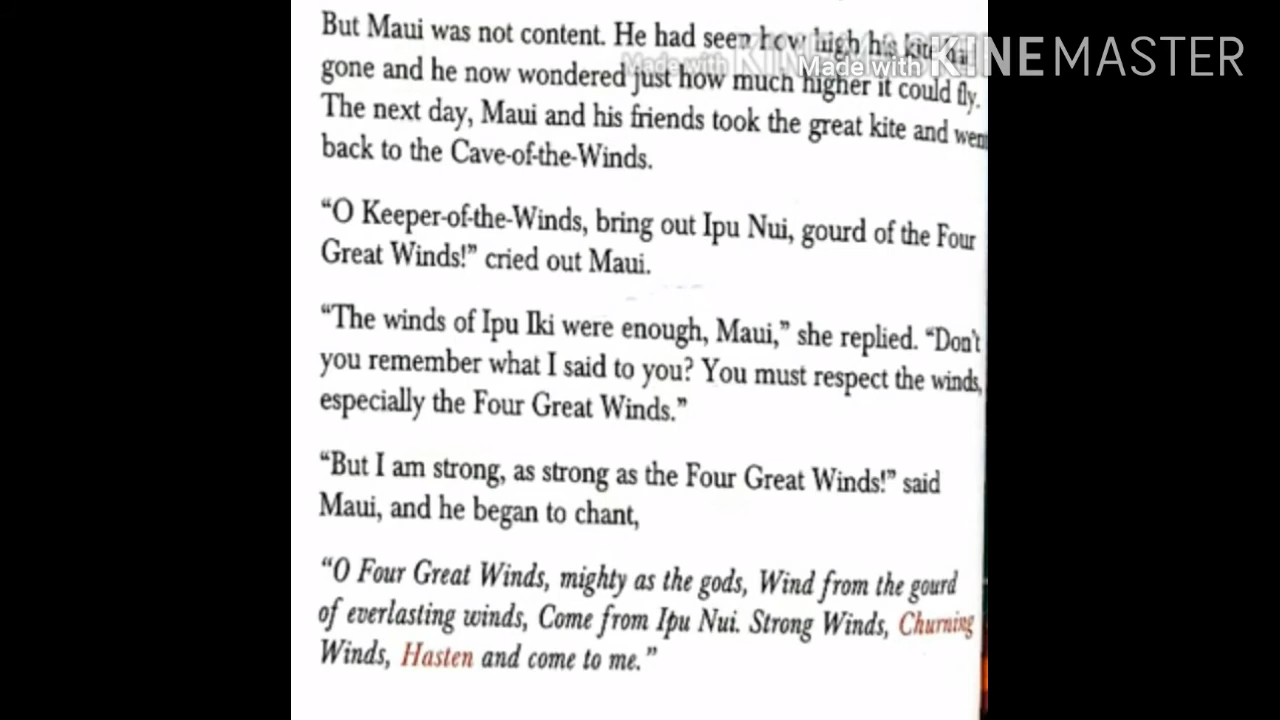 But Maui was not content. He had seen how high his kite had
gone and he now wondered just how much higher it could fly.
The next day, Maui and his friends took the great kite and went
back to the Cave-of-the-Winds.
“O Keeper-of-the-Winds, bring out Ipu Nui, gourd of the Four
Great Winds!” cried out Maui.
“The winds of Ipu Iki were enough, Maui,” she replied. “Don't
you remember what I said to you? You must respect the winds,
especially the Four Great Winds.”
“But I am strong, as strong as the Four Great Winds!” said
Maui, and he began to chant,
“O Four Great Winds, mighty as the gods, Wind from the gourd
of everlasting winds, Come from Ipu Nui. Strong Winds, Churning
Winds, Hasten and come to me.”
Made with KINEMASTER